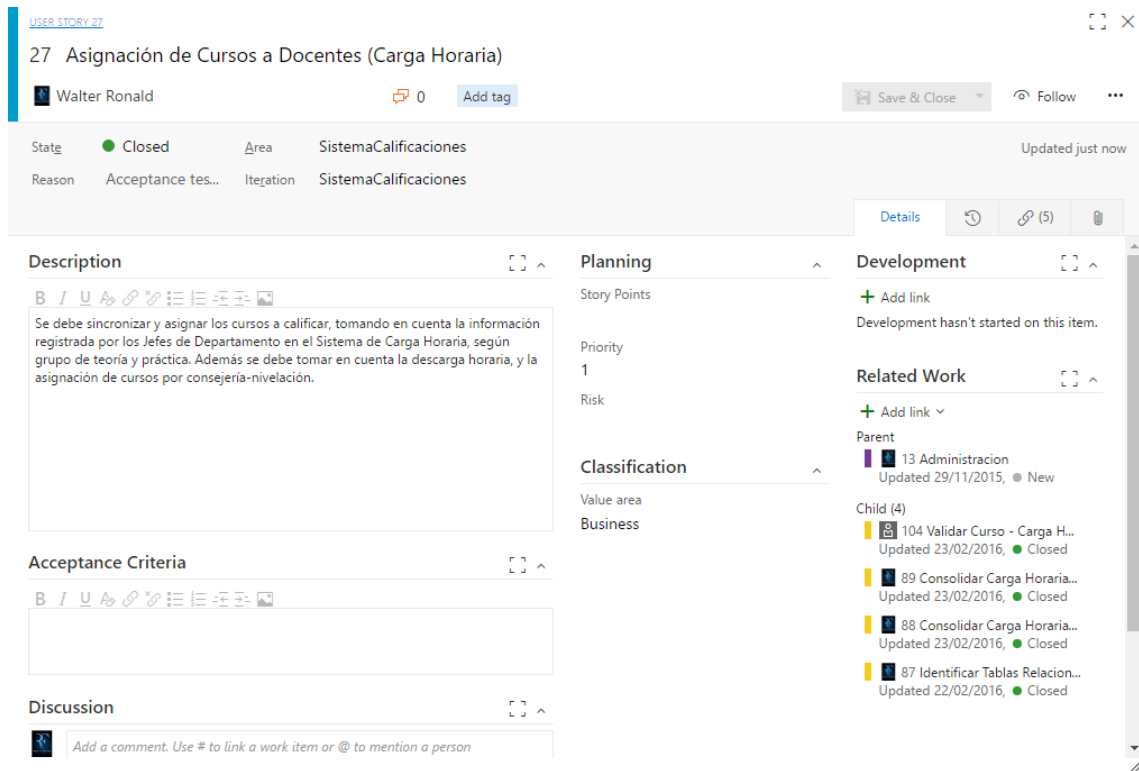 USER STORY 27
27 Asignación de Cursos a Docentes (Carga Horaria)
Walter Ronald
0
Add tag
Save & Close
Follow
State
Closed
Area
SistemaCalificaciones
Updated just now
Reason
Acceptance tes...
Iteration
SistemaCalificaciones
Details
(5)
Description
B I U
Se debe sincronizar y asignar los cursos a calificar, tomando en cuenta la información
registrada por los Jefes de Departamento en el Sistema de Carga Horaria, según
grupo de teoría y práctica. Además se debe tomar en cuenta la descarga horaria, y la
asignación de cursos por consejería-nivelación.
Acceptance Criteria
B I U
Discussion
Add a comment. Use # to link a work item or @ to mention a person
Planning
Story Points
Priority
1
Risk
Classification
Value area
Business
Development
+ Add link
Development hasn't started on this item.
Related Work
+ Add link
Parent
13 Administracion
Updated 29/11/2015, New
Child (4)
104 Validar Curso - Carga H...
Updated 23/02/2016, Closed
89 Consolidar Carga Horaria...
Updated 23/02/2016, Closed
88 Consolidar Carga Horaria...
Updated 23/02/2016, Closed
87 Identificar Tablas Relacion...
Updated 22/02/2016, Closed